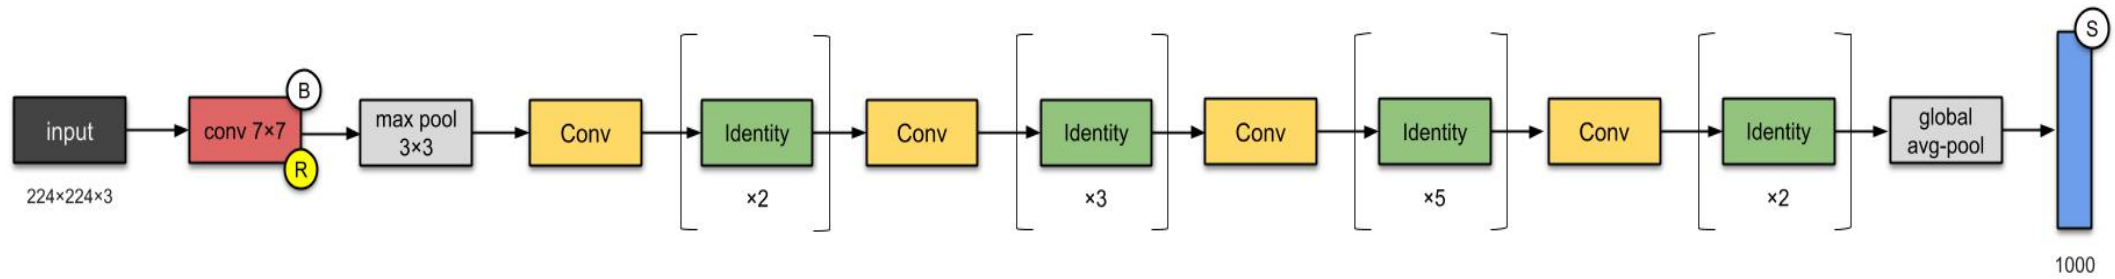 input
224×224×3
conv 7×7
B
R
max pool
3×3
Conv
Identity
×2
Conv
Identity
×3
Conv
Identity
×5
Conv
Identity
×2
global
avg-pool
S
1000